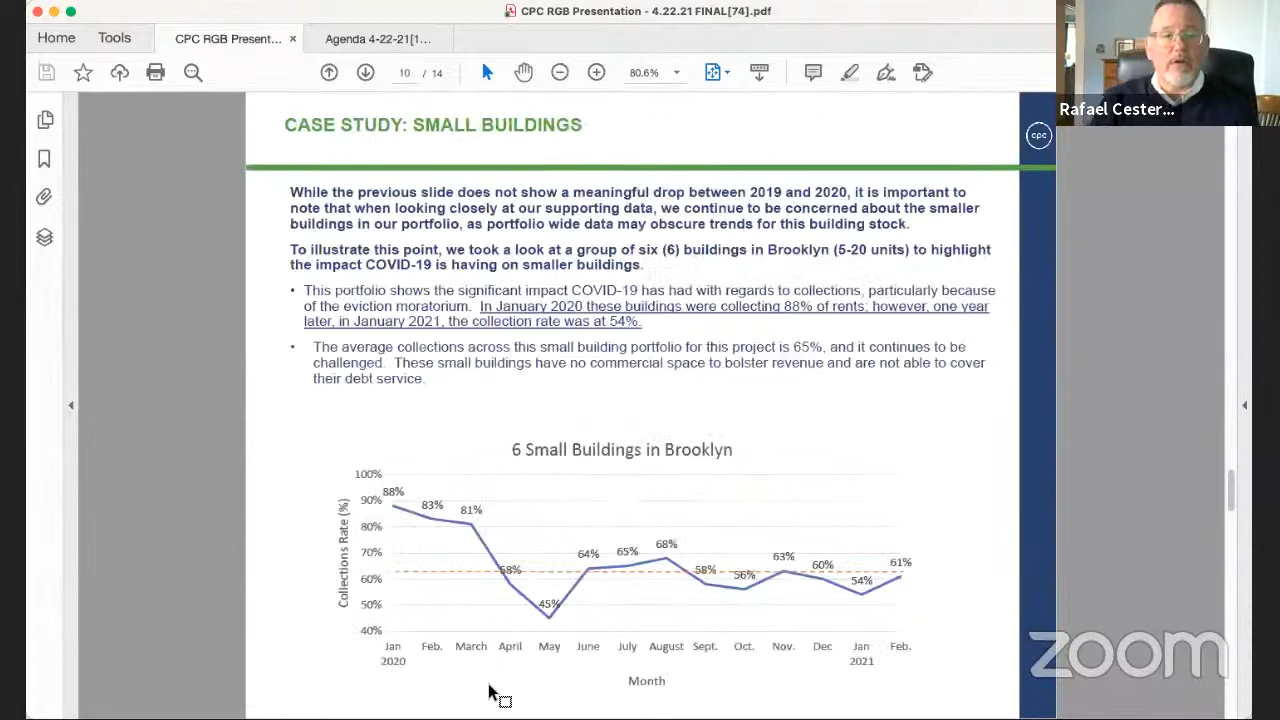 CPC RGB Presentation - 4.22.21 FINAL[74].pdf
Home
Tools
CPC RGB Present... ×
Agenda 4-22-21[1...
10 / 14
80.6%
Rafael Cester...
CASE STUDY: SMALL BUILDINGS
cpc
While the previous slide does not show a meaningful drop between 2019 and 2020, it is important to
note that when looking closely at our supporting data, we continue to be concerned about the smaller
buildings in our portfolio, as portfolio wide data may obscure trends for this building stock.
To illustrate this point, we took a look at a group of six (6) buildings in Brooklyn (5-20 units) to highlight
the impact COVID-19 is having on smaller buildings.
• This portfolio shows the significant impact COVID-19 has had with regards to collections, particularly because
of the eviction moratorium. In January 2020 these buildings were collecting 88% of rents; however, one year
later, in January 2021, the collection rate was at 54%.
• The average collections across this small building portfolio for this project is 65%, and it continues to be
challenged. These small buildings have no commercial space to bolster revenue and are not able to cover
their debt service.
6 Small Buildings in Brooklyn
Collections Rate (%)
100%
90%
80%
70%
60%
50%
40%
88%
83%
81%
58%
45%
64%
65%
68%
58%
56%
63%
60%
54%
61%
Jan Feb. March April May June July August Sept. Oct. Nov. Dec Jan Feb.
2020 2021
Month
zoom